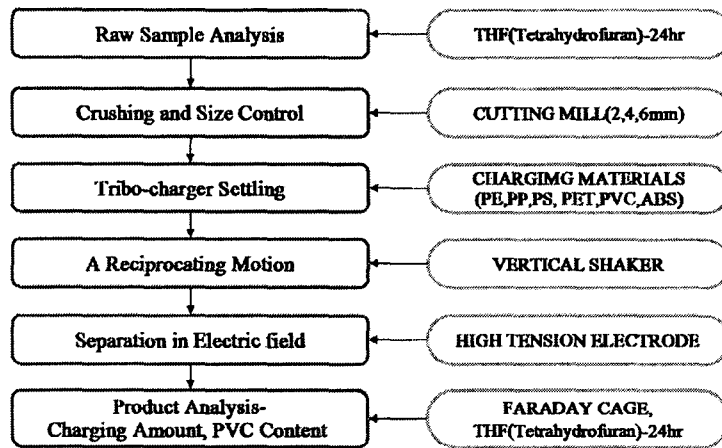 Raw Sample Analysis
THF(Tetrahydrofuran)-24hr
Crushing and Size Control
CUTTING MILL(2,4,6mm)
Tribo-charger Settling
CHARGIMG MATERIALS
(PE,PP,PS, PET,PVC,ABS)
A Reciprocating Motion
VERTICAL SHAKER
Separation in Electric field
HIGH TENSION ELECTRODE
Product Analysis-
Charging Amount, PVC Content
FARADAY CAGE,
THF(Tetrahydrofuran)-24hr